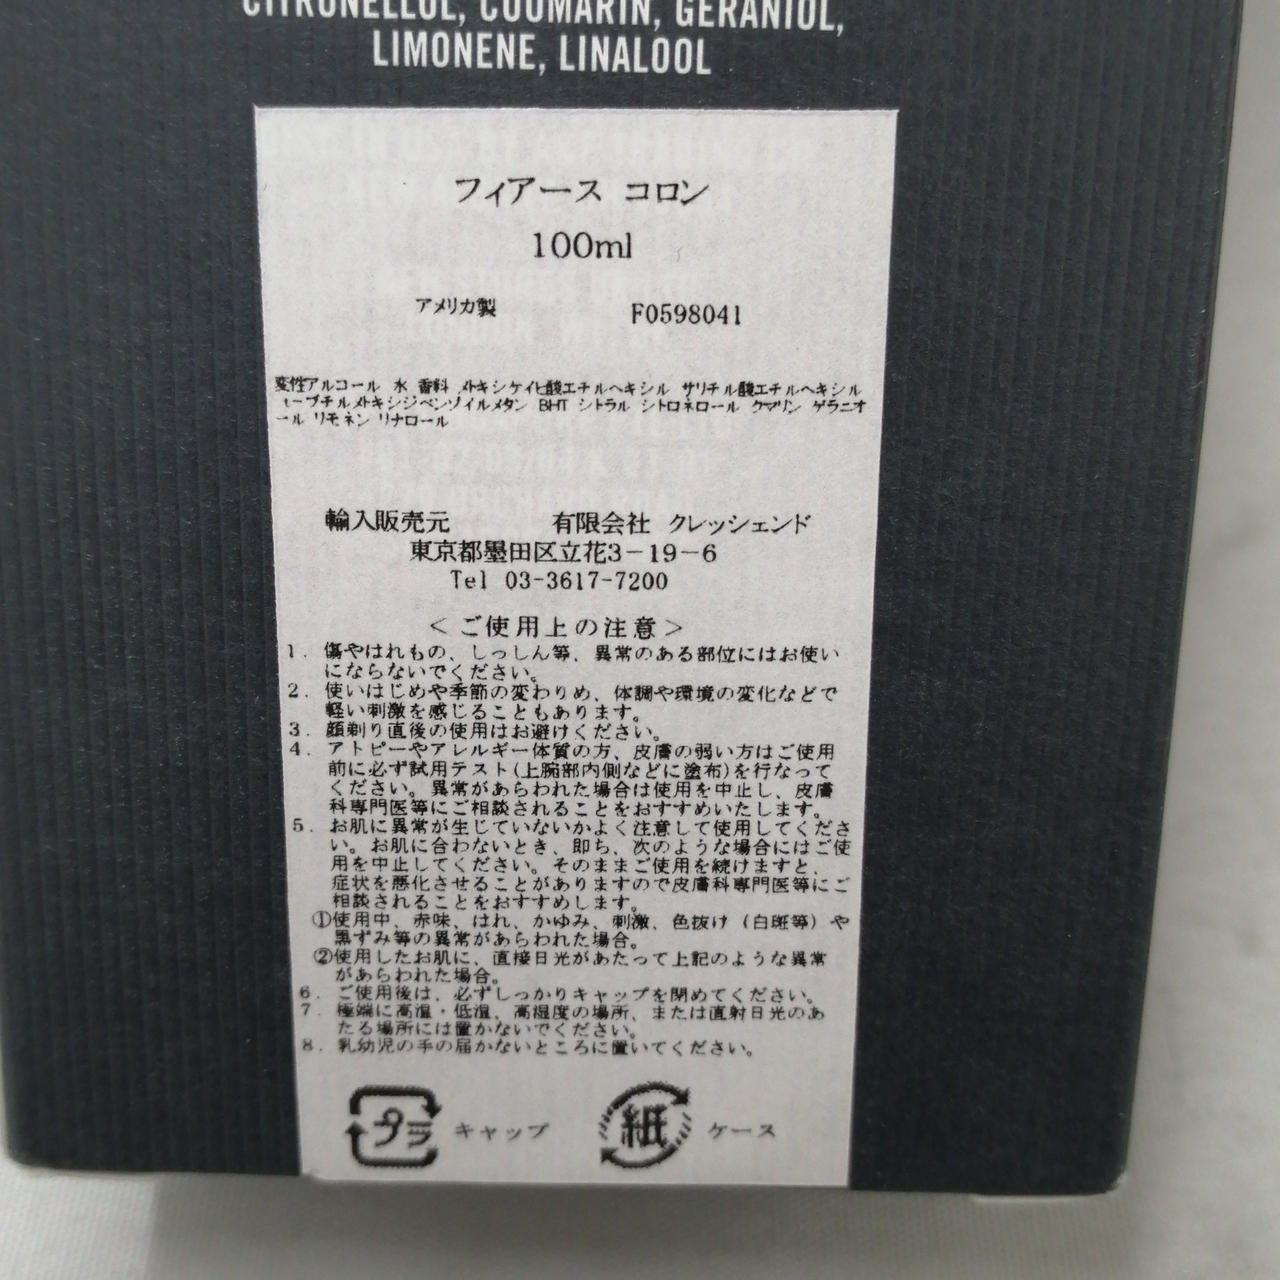 CITRONELLOL, COUMARIN, GERANIOL,
LIMONENE, LINALOOL
フィアース コロン
100ml
アメリカ製 F0598041
変性アルコール 水 香料 メトキシケイヒ酸エチルヘキシル サリチル酸エチルヘキシル
t-ブチルメトキシジベンゾイルメタン BHT シトラル シトロネロール クマリン ゲラニオ
ール リモネン リナロール
輸入販売元 有限会社 クレッシェンド
東京都墨田区立花3-19-6
Tel 03-3617-7200
<ご使用上の注意>
1. 傷やはれもの、しっしん等、異常のある部位にはお使い
にならないでください。
2. 使いはじめや季節の変わりめ、体調や環境の変化などで
軽い刺激を感じることもあります。
3. 顔剃り直後の使用はお避けください。
4. アトピーやアレルギー体質の方、皮膚の弱い方はご使用
前に必ず試用テスト(上腕部内側などに塗布)を行なって
ください。異常があらわれた場合は使用を中止し、皮膚
科専門医等にご相談されることをおすすめいたします。
5. お肌に異常が生じていないかよく注意して使用してくださ
い。お肌に合わないとき、即ち、次のような場合にはご使
用を中止してください。そのままご使用を続けますと、
症状を悪化させることがありますので皮膚科専門医等にご
相談されることをおすすめします。
①使用中、赤味、はれ、かゆみ、刺激、色抜け(白斑等)や
黒ずみ等の異常があらわれた場合。
②使用したお肌に、直接日光があたって上記のような異常
があらわれた場合。
6. ご使用後は、必ずしっかりキャップを閉めてください。
7. 極端に高温・低温、高湿度の場所、または直射日光のあ
たる場所には置かないでください。
8. 乳幼児の手の届かないところに置いてください。
プラ キャップ 紙 ケース